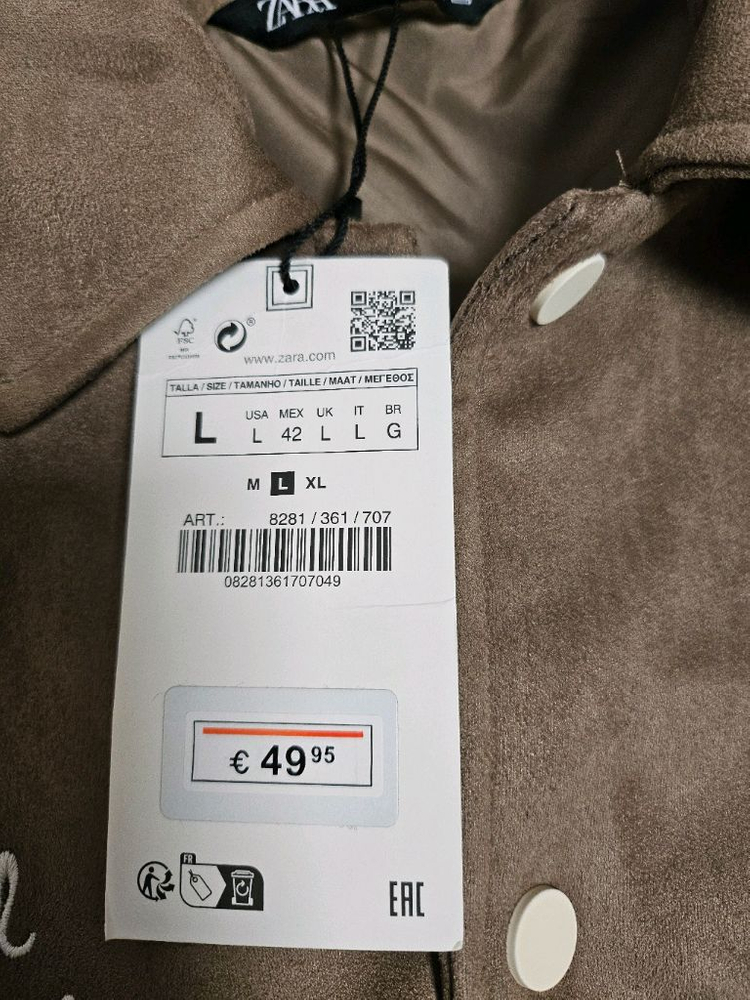 ZARA
FSC
®
www.zara.com
TALLA / SIZE / TAMANHO / TAILLE / MAAT / ΜΕΓΕΘΟΣ
L
USA MEX UK IT BR
L 42 L L G
M L XL
ART.: 8281 / 361 / 707
08281361707049
€ 49 95
FR
EAC